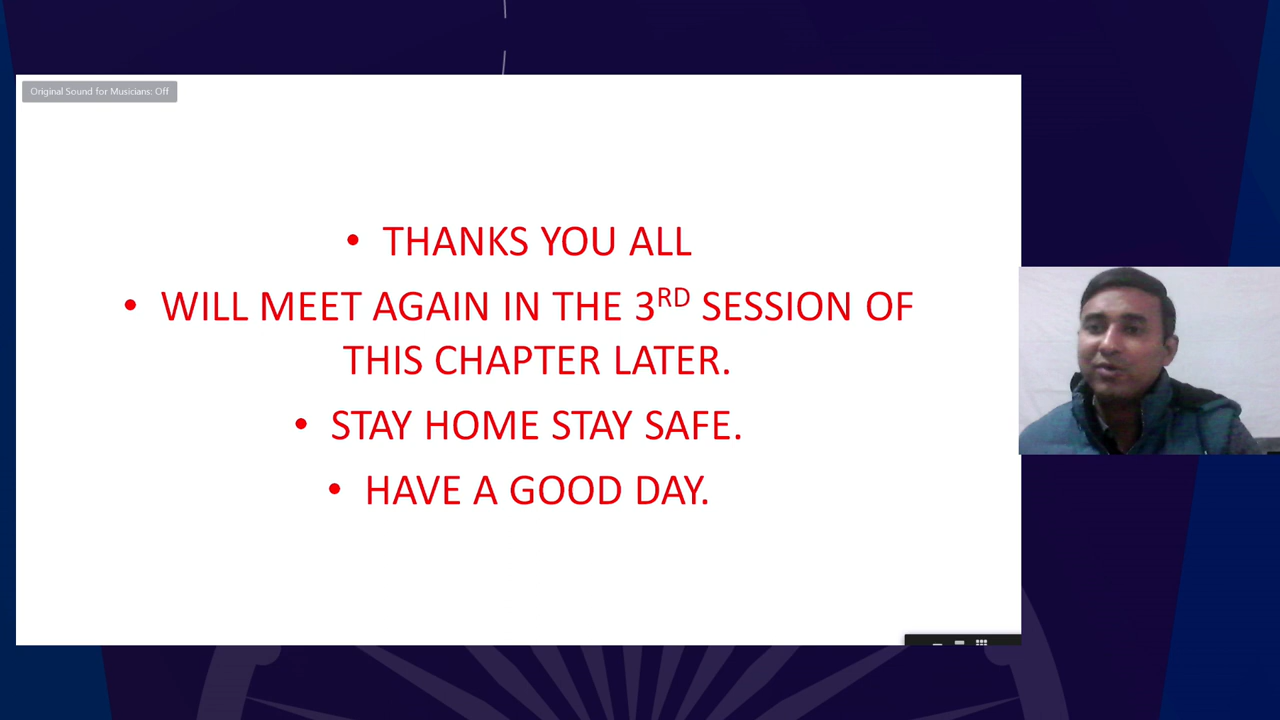 Original Sound for Musicians: Off
• THANKS YOU ALL
• WILL MEET AGAIN IN THE 3RD SESSION OF
THIS CHAPTER LATER.
• STAY HOME STAY SAFE.
• HAVE A GOOD DAY.